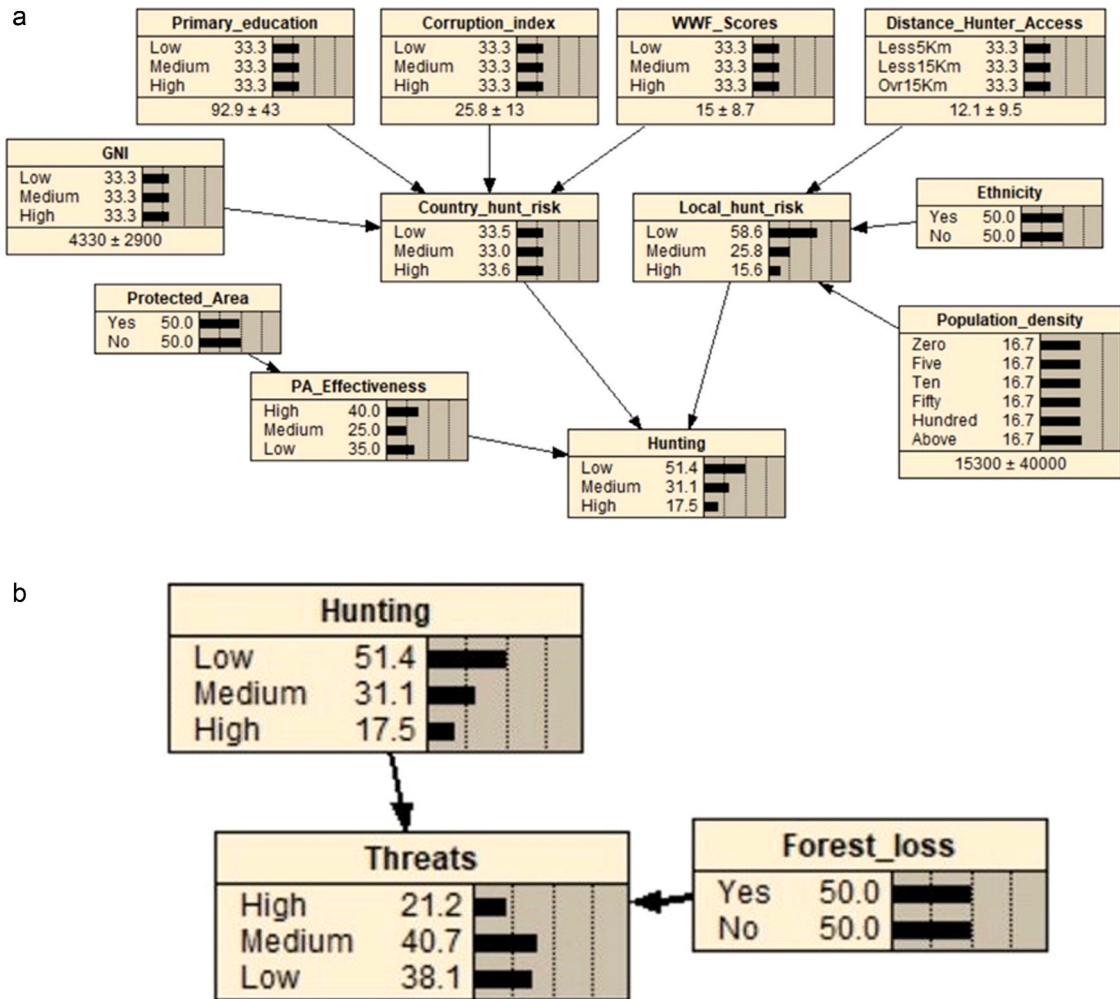 a
Primary_education
Low 33.3
Medium 33.3
High 33.3
92.9 ± 43
Corruption_index
Low 33.3
Medium 33.3
High 33.3
25.8 ± 13
WWF_Scores
Low 33.3
Medium 33.3
High 33.3
15 ± 8.7
Distance_Hunter_Access
Less5Km 33.3
Less15Km 33.3
Ovr15Km 33.3
12.1 ± 9.5
GNI
Low 33.3
Medium 33.3
High 33.3
4330 ± 2900
Country_hunt_risk
Low 33.5
Medium 33.0
High 33.6
Local_hunt_risk
Low 58.6
Medium 25.8
High 15.6
Ethnicity
Yes 50.0
No 50.0
Protected_Area
Yes 50.0
No 50.0
Population_density
Zero 16.7
Five 16.7
Ten 16.7
Fifty 16.7
Hundred 16.7
Above 16.7
15300 ± 40000
PA_Effectiveness
High 40.0
Medium 25.0
Low 35.0
Hunting
Low 51.4
Medium 31.1
High 17.5
b
Hunting
Low 51.4
Medium 31.1
High 17.5
Threats
High 21.2
Medium 40.7
Low 38.1
Forest_loss
Yes 50.0
No 50.0